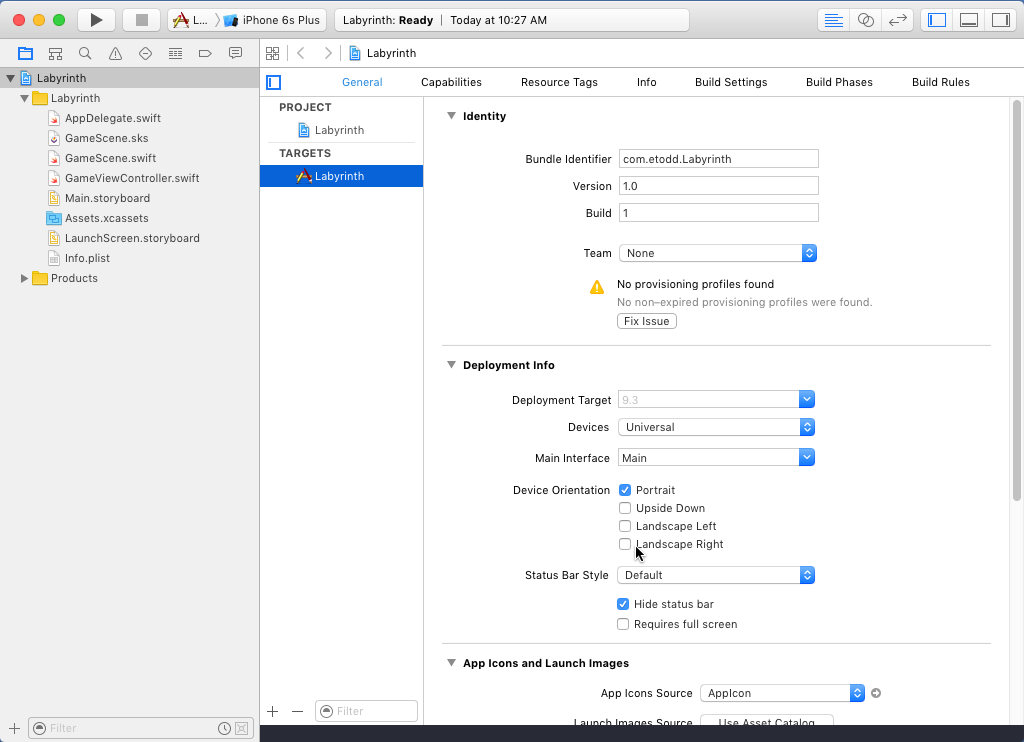 L... iPhone 6s Plus
Labyrinth: Ready Today at 10:27 AM
Labyrinth
General Capabilities Resource Tags Info Build Settings Build Phases Build Rules
Labyrinth
Labyrinth
AppDelegate.swift
GameScene.sks
GameScene.swift
GameViewController.swift
Main.storyboard
Assets.xcassets
LaunchScreen.storyboard
Info.plist
Products
Filter
PROJECT
Labyrinth
TARGETS
Labyrinth
Filter
Identity
Bundle Identifier com.etodd.Labyrinth
Version 1.0
Build 1
Team None
No provisioning profiles found
No non–expired provisioning profiles were found.
Fix Issue
Deployment Info
Deployment Target 9.3
Devices Universal
Main Interface Main
Device Orientation Portrait
Upside Down
Landscape Left
Landscape Right
Status Bar Style Default
Hide status bar
Requires full screen
App Icons and Launch Images
App Icons Source AppIcon
Launch Images Source Use Asset Catalog